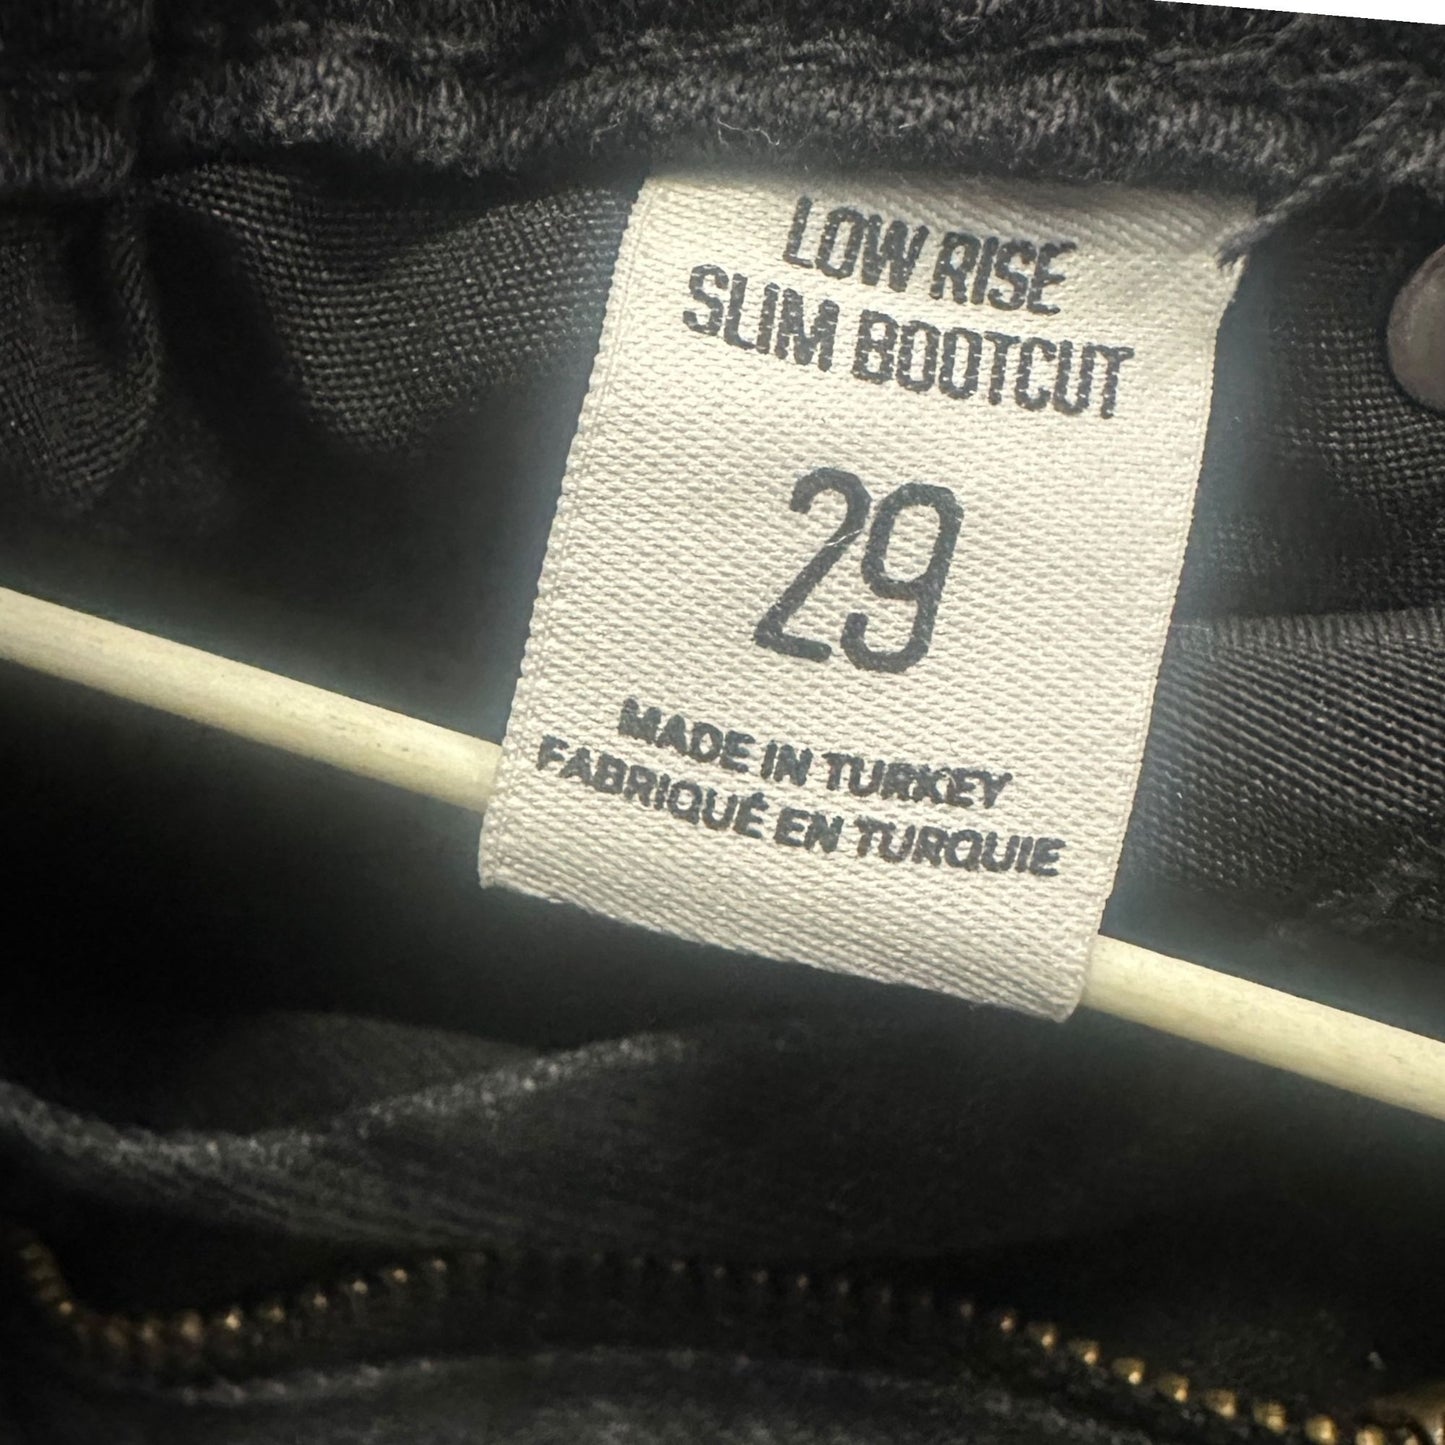 LOW RISE
SLIM BOOTCUT
29
MADE IN TURKEY
FABRIQUÉ EN TURQUIE